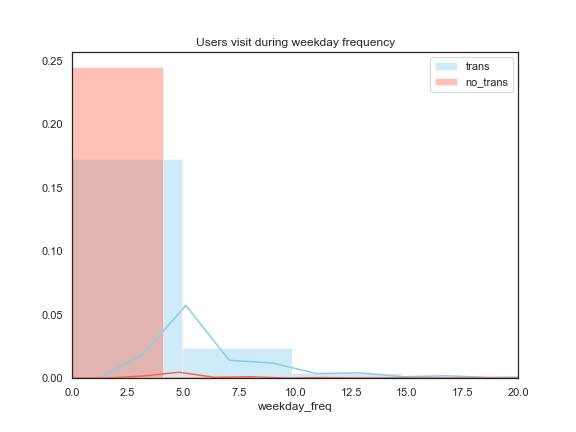 Users visit during weekday frequency
trans
no_trans
0.25
0.20
0.15
0.10
0.05
0.00
0.0 2.5 5.0 7.5 10.0 12.5 15.0 17.5 20.0
weekday_freq